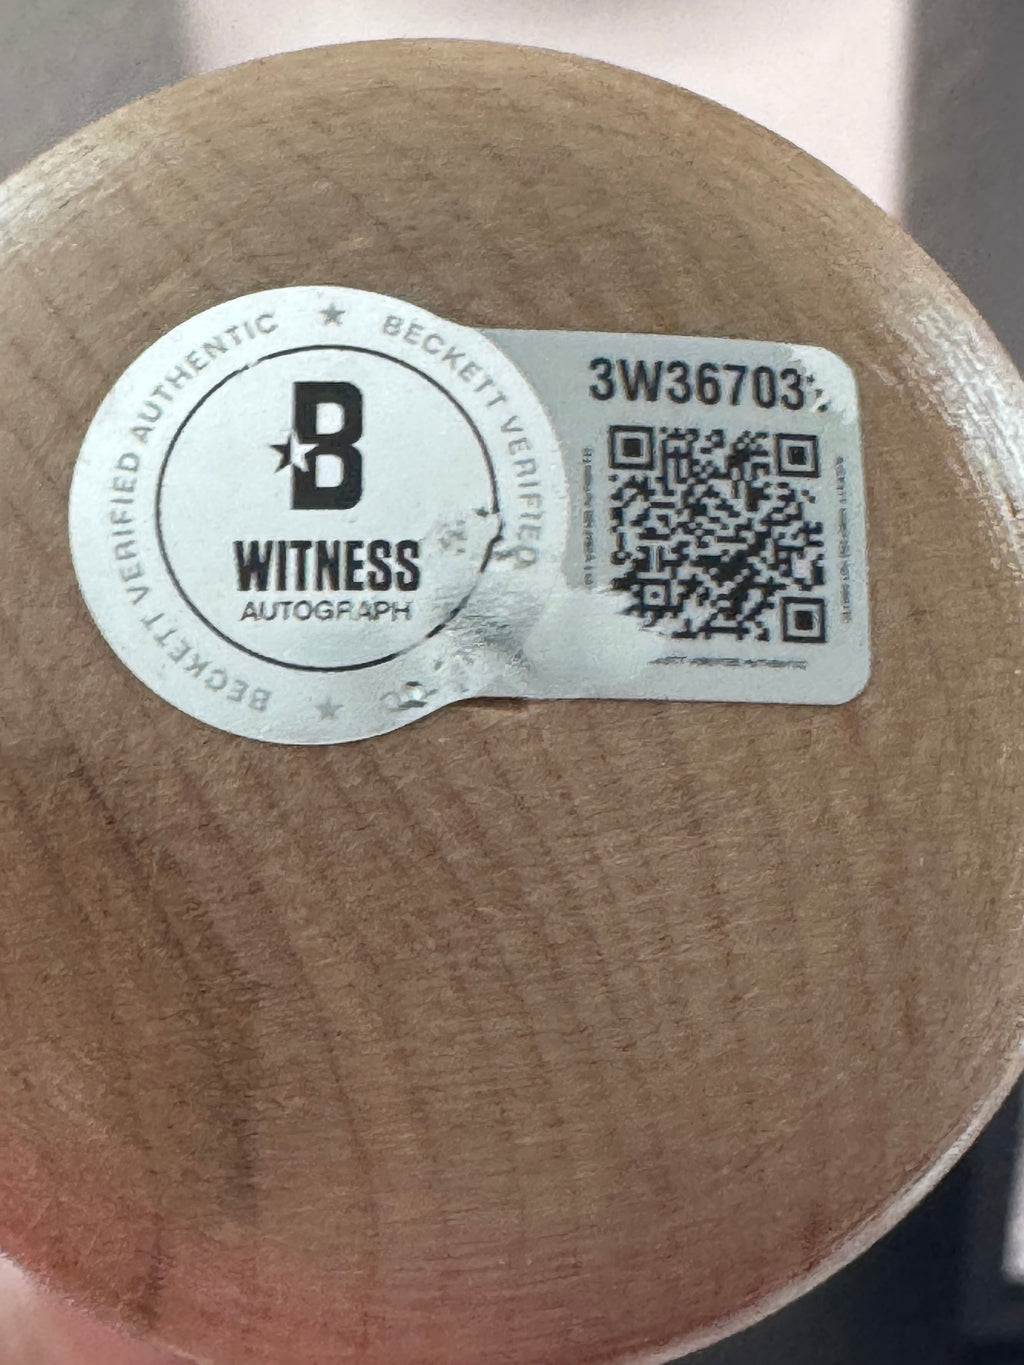 BECKETT VERIFIED AUTHENTIC ★ BECKETT VERIFIED
B
WITNESS
AUTOGRAPH
3W36703